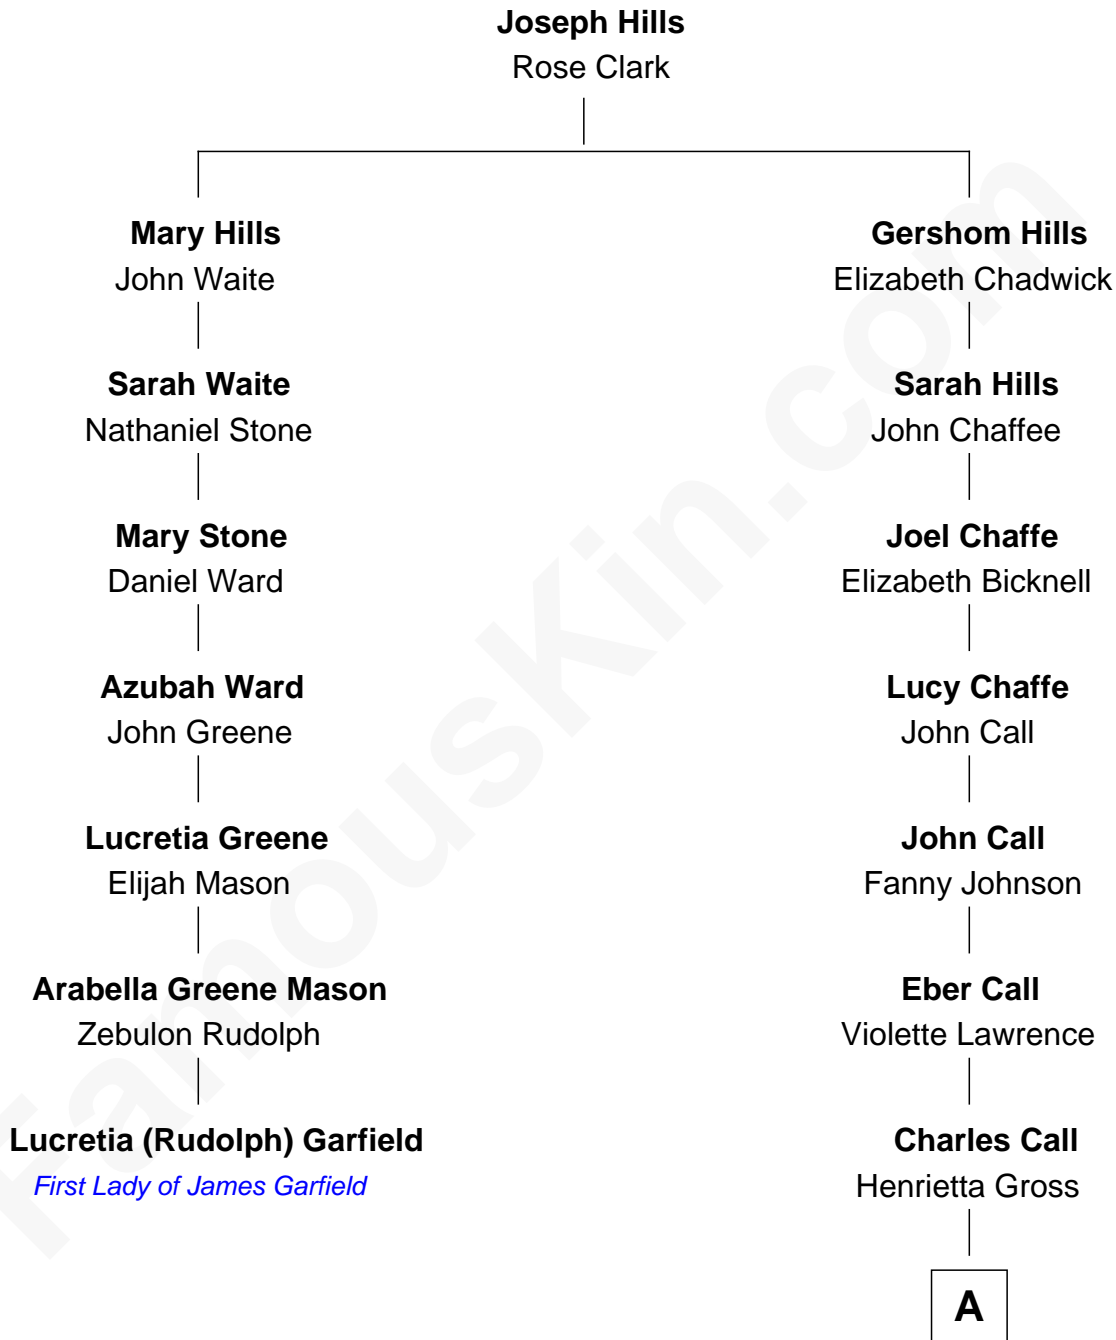 Joseph Hills
Rose Clark
Mary Hills
John Waite
Sarah Waite
Nathaniel Stone
Mary Stone
Daniel Ward
Azubah Ward
John Greene
Lucretia Greene
Elijah Mason
Arabella Greene Mason
Zebulon Rudolph
Lucretia (Rudolph) Garfield
First Lady of James Garfield
Gershom Hills
Elizabeth Chadwick
Sarah Hills
John Chaffee
Joel Chaffe
Elizabeth Bicknell
Lucy Chaffe
John Call
John Call
Fanny Johnson
Eber Call
Violette Lawrence
Charles Call
Henrietta Gross
A
FamousKin.com